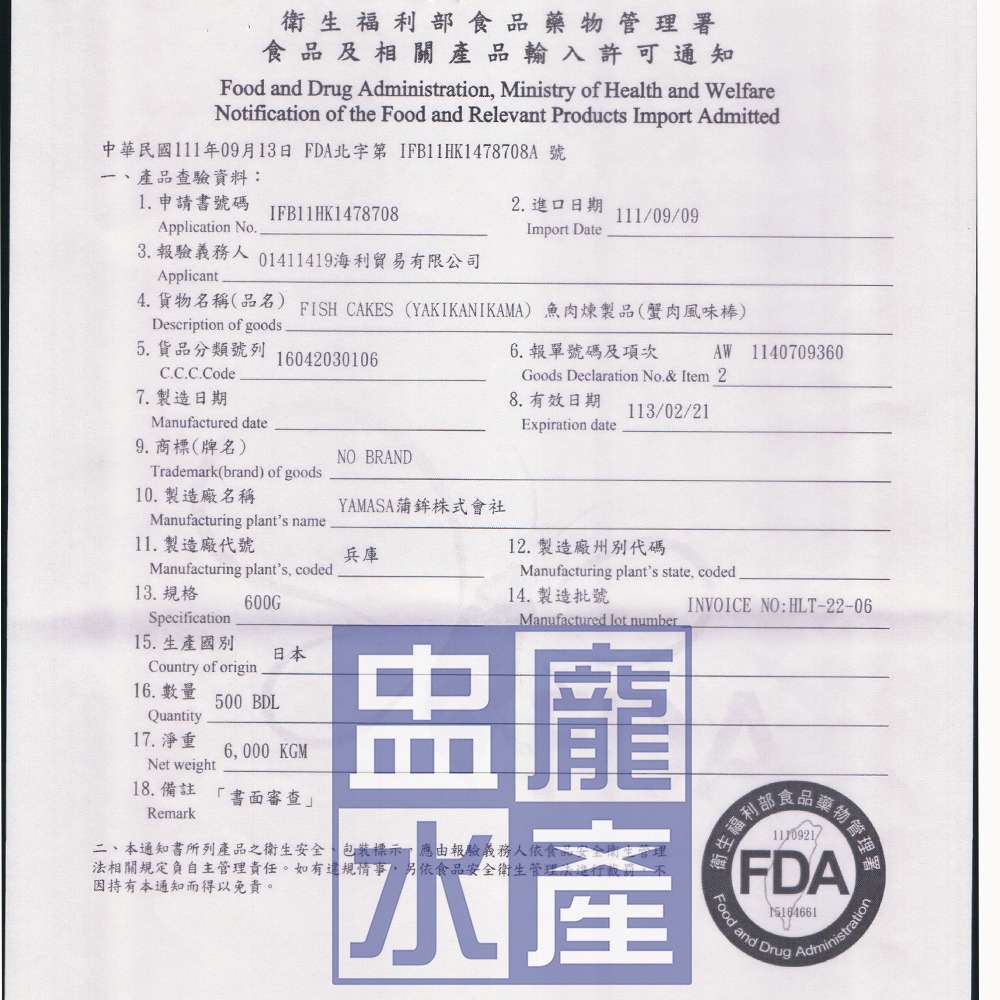 衛生福利部食品藥物管理署
食品及相關產品輸入許可通知
Food and Drug Administration, Ministry of Health and Welfare
Notification of the Food and Relevant Products Import Admitted
中華民國111年09月13日 FDA北字第 IFB11HK1478708A 號
一、產品查驗資料：
1.申請書號碼 IFB11HK1478708 2.進口日期 111/09/09
Application No. Import Date
3.報驗義務人 01411419海利貿易有限公司
Applicant
4.貨物名稱(品名) FISH CAKES (YAKIKANIKAMA) 魚肉煉製品(蟹肉風味棒)
Description of goods
5.貨品分類號列 16042030106 6.報單號碼及項次 AW 1140709360
C.C.C.Code Goods Declaration No.& Item 2
7.製造日期 8.有效日期 113/02/21
Manufactured date Expiration date
9.商標(牌名) NO BRAND
Trademark(brand) of goods
10.製造廠名稱 YAMASA蒲鉾株式會社
Manufacturing plant's name
11.製造廠代號 兵庫 12.製造廠州別代碼
Manufacturing plant's, coded Manufacturing plant's state, coded
13.規格 600G 14.製造批號 INVOICE NO:HLT-22-06
Specification Manufactured lot number
15.生產國別 日本
Country of origin
16.數量 500 BDL
Quantity
17.淨重 6,000 KGM
Net weight
18.備註 「書面審查」
Remark
二、本通知書所列產品之衛生安全、包裝標示，應由報驗義務人依食品安全衛生管理
法相關規定負自主管理責任。如有違規情事，另依食品安全衛生管理法進行裁罰，不
因持有本通知而得以免責。
盅龐
水產
衛生福利部食品藥物管理署
1110921
FDA
15164661
Food and Drug Administration